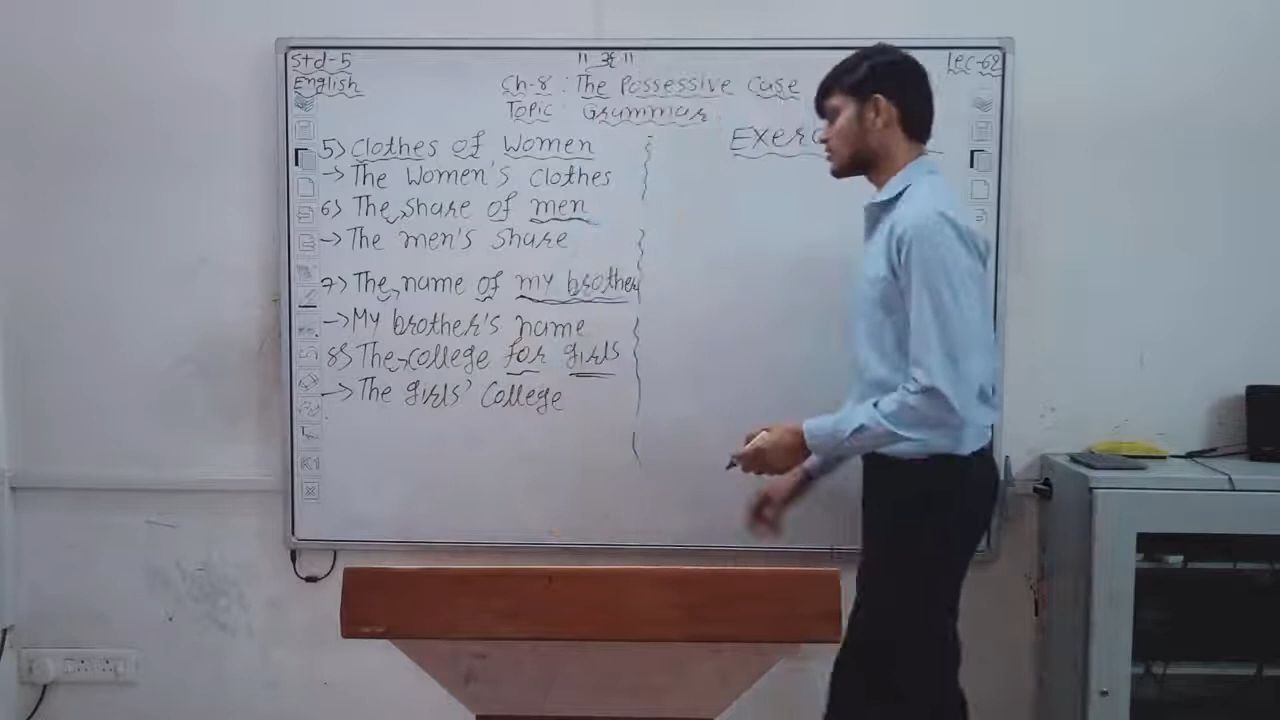 Std-5
English
|| ૐ ||
Ch-8 : The Possessive Case
Topic: Grammar
Lec-62
5) Clothes of Women
→ The Women's clothes
6) The share of men
→ The men's share
7) The name of my brother
→ My brother's name
8) The college for girls
→ The girls' College